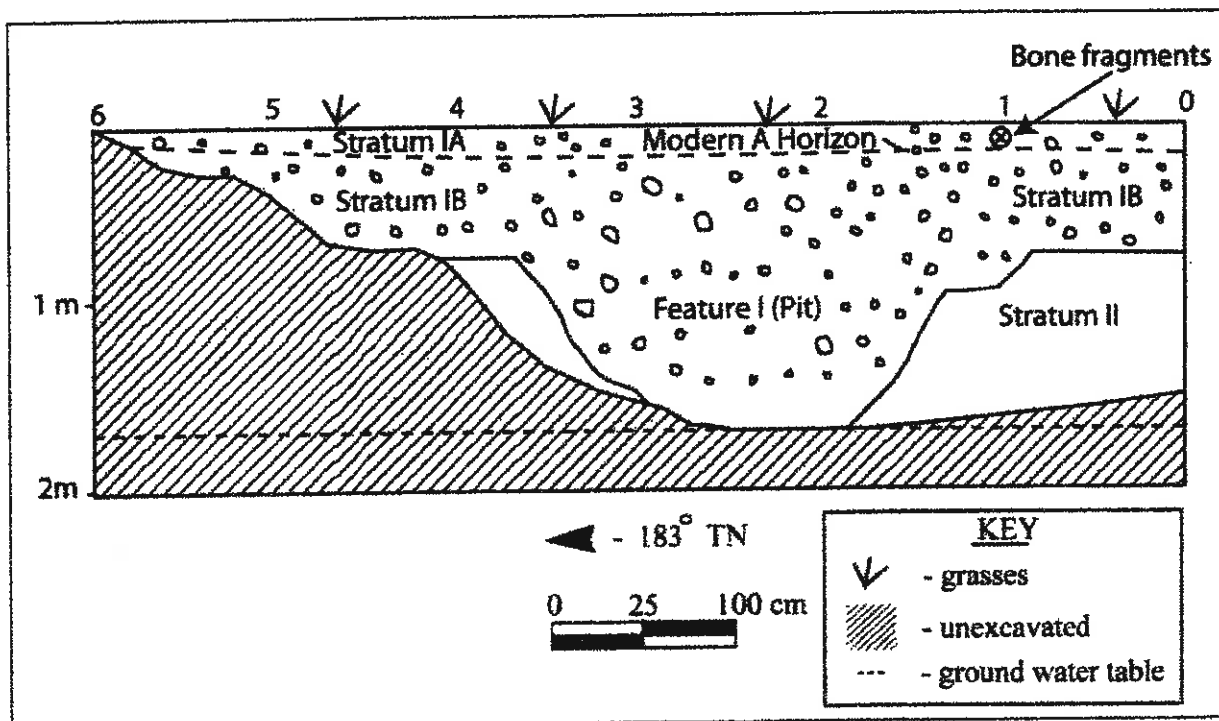 Bone fragments
6 5 4 3 2 1 0
Stratum IA Modern A Horizon
Stratum IB Stratum IB
1 m Feature I (Pit) Stratum II
2m
- 183° TN
0 25 100 cm
KEY
- grasses
- unexcavated
- ground water table